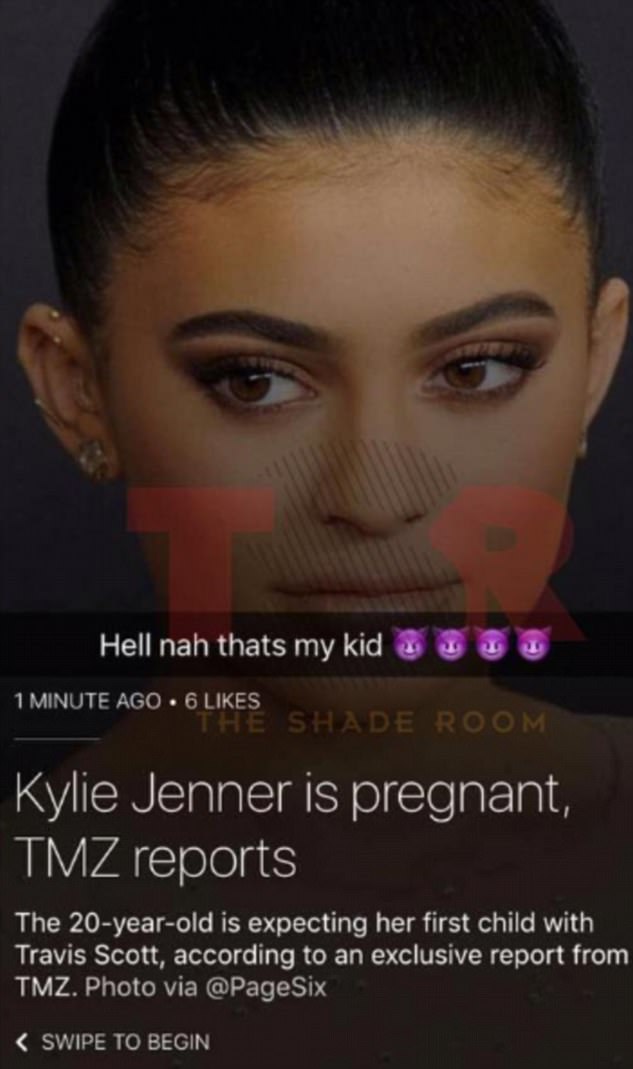 T R
Hell nah thats my kid 😈😈😈😈
1 MINUTE AGO • 6 LIKES
THE SHADE ROOM
Kylie Jenner is pregnant,
TMZ reports
The 20-year-old is expecting her first child with
Travis Scott, according to an exclusive report from
TMZ. Photo via @PageSix
< SWIPE TO BEGIN